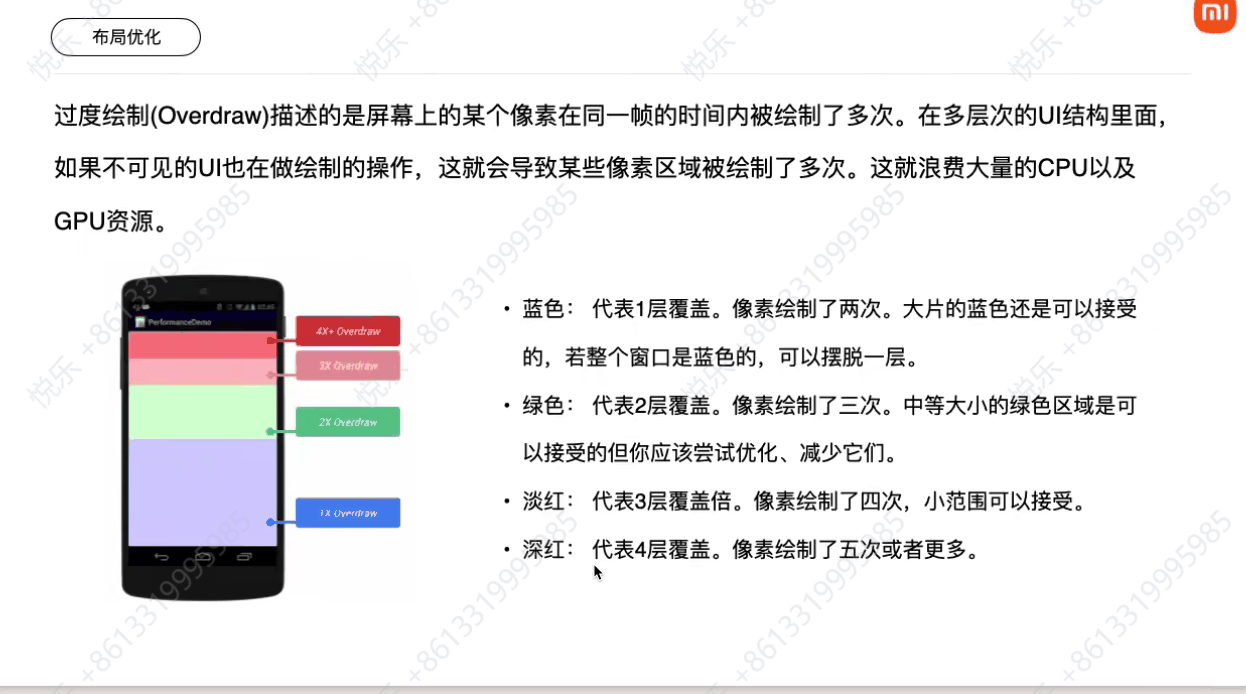 布局优化
过度绘制(Overdraw)描述的是屏幕上的某个像素在同一帧的时间内被绘制了多次。在多层次的UI结构里面，
如果不可见的UI也在做绘制的操作，这就会导致某些像素区域被绘制了多次。这就浪费大量的CPU以及
GPU资源。
PerformanceDemo
4X+ Overdraw
3X Overdraw
2X Overdraw
1X Overdraw
• 蓝色： 代表1层覆盖。像素绘制了两次。大片的蓝色还是可以接受
的，若整个窗口是蓝色的，可以摆脱一层。
• 绿色： 代表2层覆盖。像素绘制了三次。中等大小的绿色区域是可
以接受的但你应该尝试优化、减少它们。
• 淡红： 代表3层覆盖倍。像素绘制了四次，小范围可以接受。
• 深红： 代表4层覆盖。像素绘制了五次或者更多。
悦乐 +8613319995985